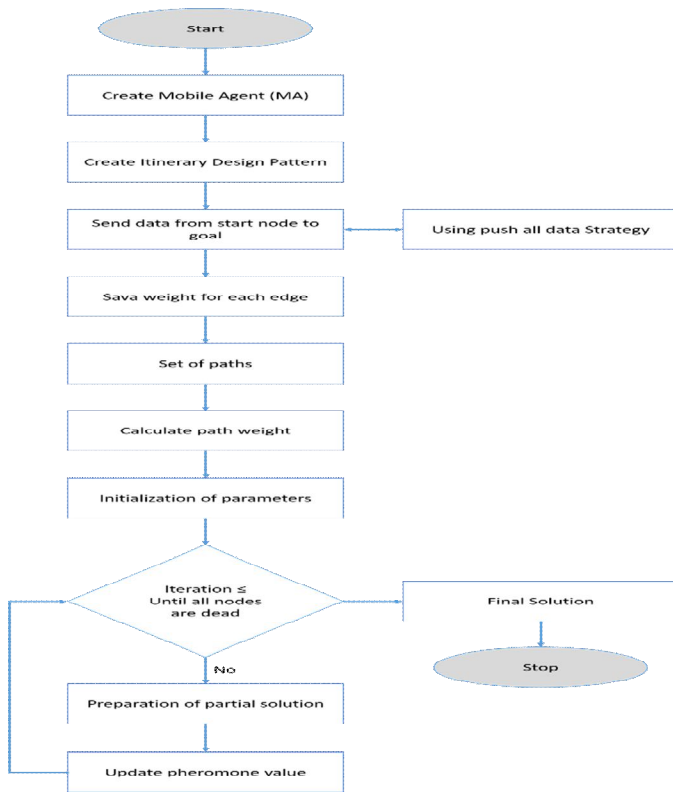 Start
Create Mobile Agent (MA)
Create Itinerary Design Pattern
Send data from start node to
goal
Using push all data Strategy
Sava weight for each edge
Set of paths
Calculate path weight
Initialization of parameters
Iteration ≤
Until all nodes
are dead
Final Solution
Stop
No
Preparation of partial solution
Update pheromone value